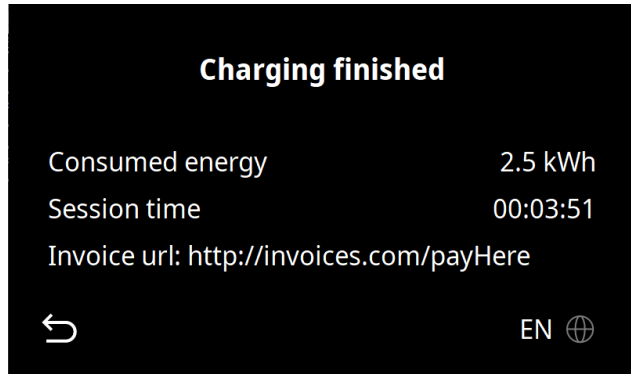 Charging finished
Consumed energy 2.5 kWh
Session time 00:03:51
Invoice url: http://invoices.com/payHere
EN